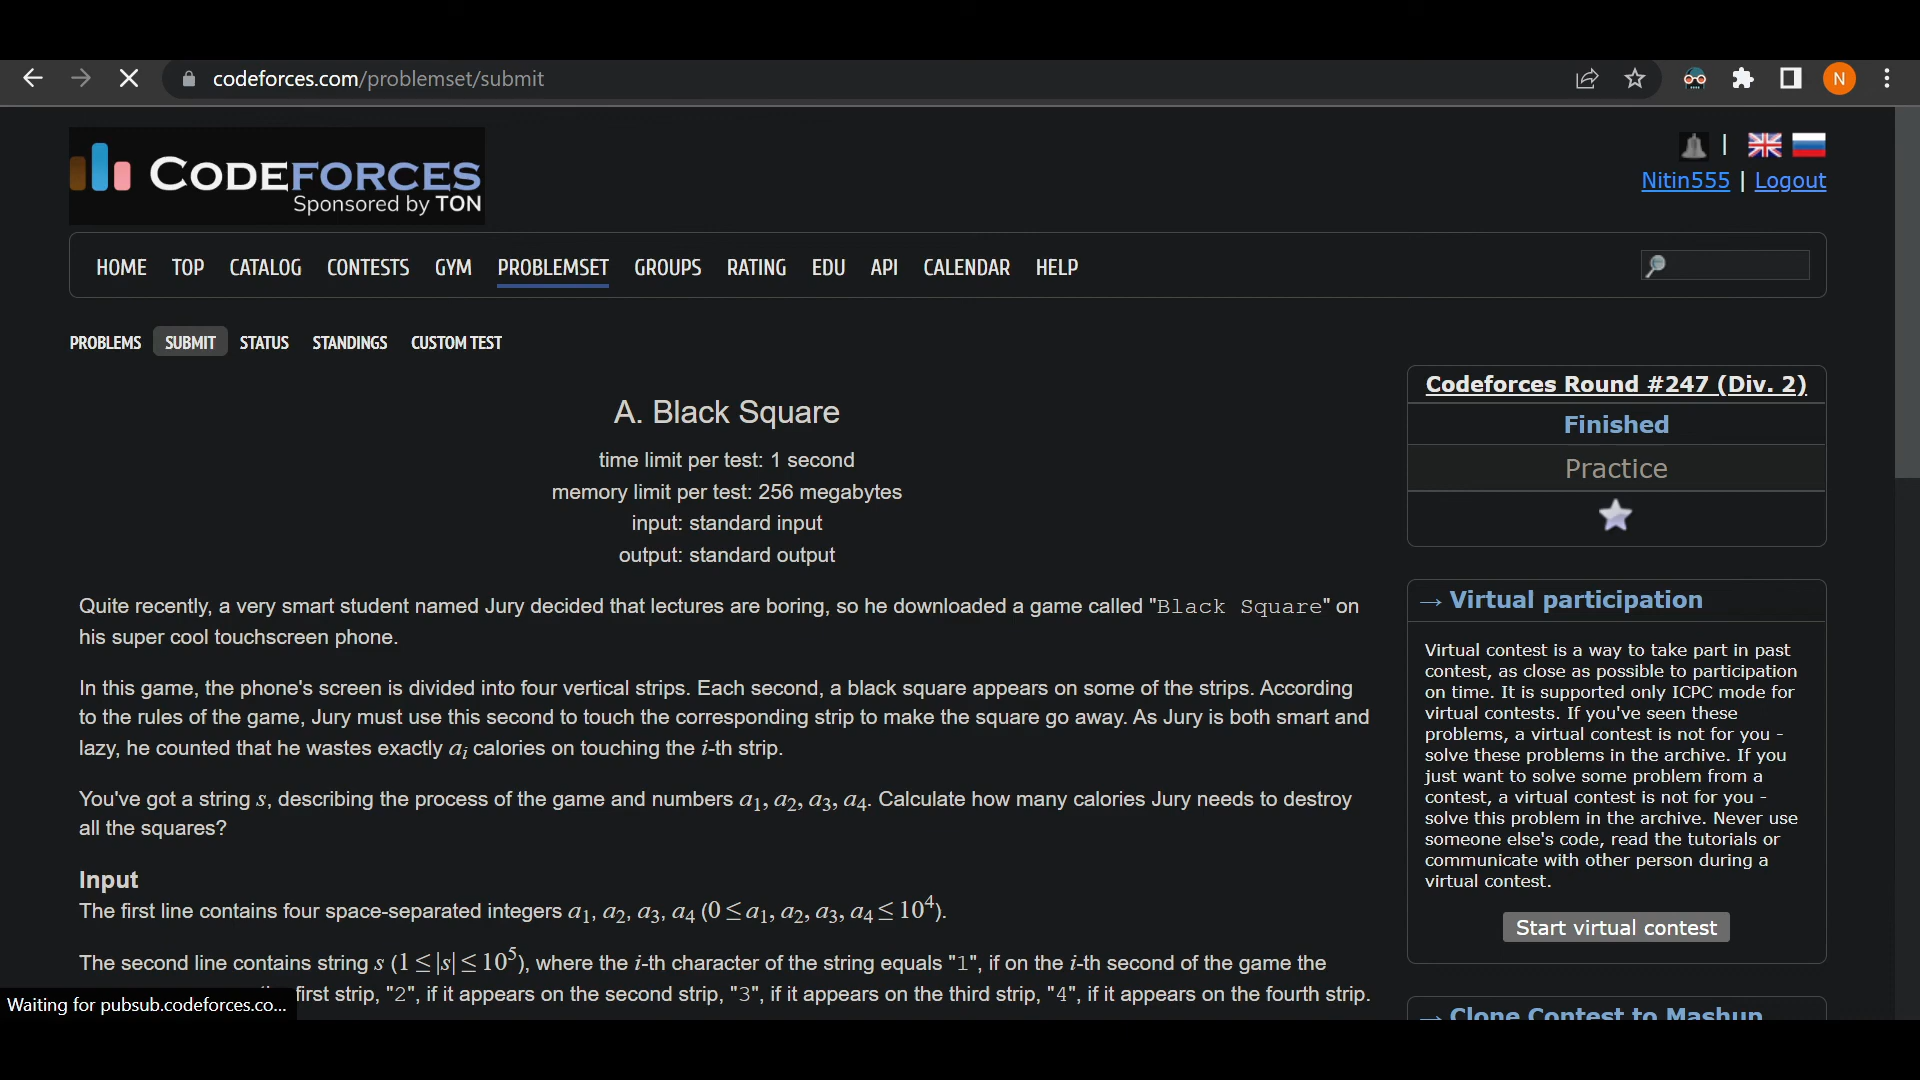 codeforces.com/problemset/submit
N
CODEFORCES
Sponsored by TON
|
Nitin555 | Logout
HOME TOP CATALOG CONTESTS GYM PROBLEMSET GROUPS RATING EDU API CALENDAR HELP
PROBLEMS SUBMIT STATUS STANDINGS CUSTOM TEST
A. Black Square
time limit per test: 1 second
memory limit per test: 256 megabytes
input: standard input
output: standard output
Quite recently, a very smart student named Jury decided that lectures are boring, so he downloaded a game called "Black Square" on
his super cool touchscreen phone.
In this game, the phone's screen is divided into four vertical strips. Each second, a black square appears on some of the strips. According
to the rules of the game, Jury must use this second to touch the corresponding strip to make the square go away. As Jury is both smart and
lazy, he counted that he wastes exactly aᵢ calories on touching the i-th strip.
You've got a string s, describing the process of the game and numbers a₁, a₂, a₃, a₄. Calculate how many calories Jury needs to destroy
all the squares?
Input
The first line contains four space-separated integers a₁, a₂, a₃, a₄ (0 ≤ a₁, a₂, a₃, a₄ ≤ 10⁴).
The second line contains string s (1 ≤ |s| ≤ 10⁵), where the i-th character of the string equals "1", if on the i-th second of the game the
first strip, "2", if it appears on the second strip, "3", if it appears on the third strip, "4", if it appears on the fourth strip.
Waiting for pubsub.codeforces.co...
Codeforces Round #247 (Div. 2)
Finished
Practice
→ Virtual participation
Virtual contest is a way to take part in past
contest, as close as possible to participation
on time. It is supported only ICPC mode for
virtual contests. If you've seen these
problems, a virtual contest is not for you -
solve these problems in the archive. If you
just want to solve some problem from a
contest, a virtual contest is not for you -
solve this problem in the archive. Never use
someone else's code, read the tutorials or
communicate with other person during a
virtual contest.
Start virtual contest
→ Clone Contest to Mashup